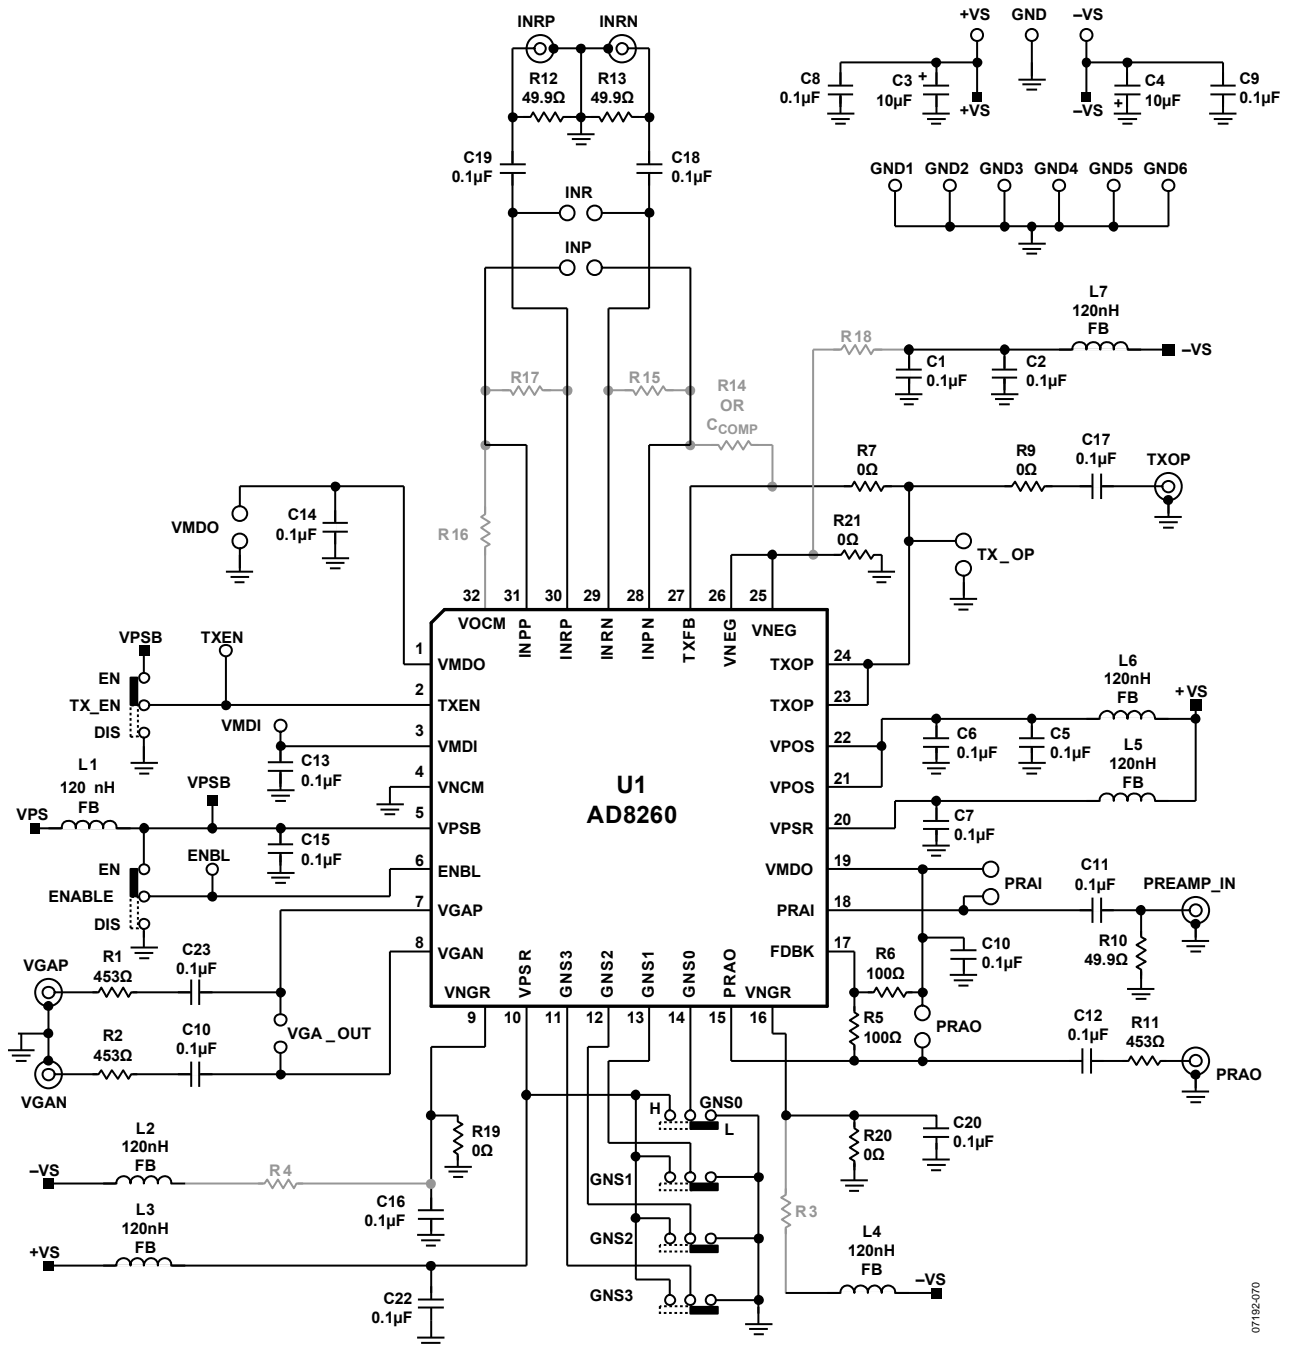 INRP INRN
R12 R13
49.9Ω 49.9Ω
C19
0.1µF
C18
0.1µF
INR
INP
+VS GND –VS
C8
0.1µF
C3
10µF
+
+VS
–VS
C4
10µF
+
C9
0.1µF
GND1 GND2 GND3 GND4 GND5 GND6
L7
120nH
FB
–VS
R18
C1
0.1µF
C2
0.1µF
R17
R15
R14
OR
CCOMP
R16
R7
0Ω
R9
0Ω
C17
0.1µF
TXOP
R21
0Ω
TX_OP
VMDO
C14
0.1µF
32 31 30 29 28 27 26 25
VOCM INPP INRP INRN INPN TXFB VNEG VNEG
VPSB TXEN
EN
TX_EN
DIS
VMDI
C13
0.1µF
L1
120 nH
FB
VPS
VPSB
C15
0.1µF
ENBL
EN
ENABLE
DIS
1 VMDO
2 TXEN
3 VMDI
4 VNCM
5 VPSB
6 ENBL
7 VGAP
8 VGAN
U1
AD8260
TXOP 24
TXOP 23
VPOS 22
VPOS 21
VPSR 20
VMDO 19
PRAI 18
FDBK 17
L6
120nH
FB
+VS
C6
0.1µF
C5
0.1µF
L5
120nH
FB
C7
0.1µF
PRAI
C11
0.1µF
PREAMP_IN
R10
49.9Ω
C10
0.1µF
R6
100Ω
R5
100Ω
PRAO
C12
0.1µF
R11
453Ω
PRAO
VGAP
R1
453Ω
C23
0.1µF
R2
453Ω
C10
0.1µF
VGA_OUT
VGAN
VNGR VPSR GNS3 GNS2 GNS1 GNS0 PRAO VNGR
9 10 11 12 13 14 15 16
H GNS0
L
GNS1
GNS2
GNS3
R19
0Ω
R20
0Ω
C20
0.1µF
L2
120nH
FB
–VS
R4
C16
0.1µF
L3
120nH
FB
+VS
C22
0.1µF
R3
L4
120nH
FB
–VS
07192-070